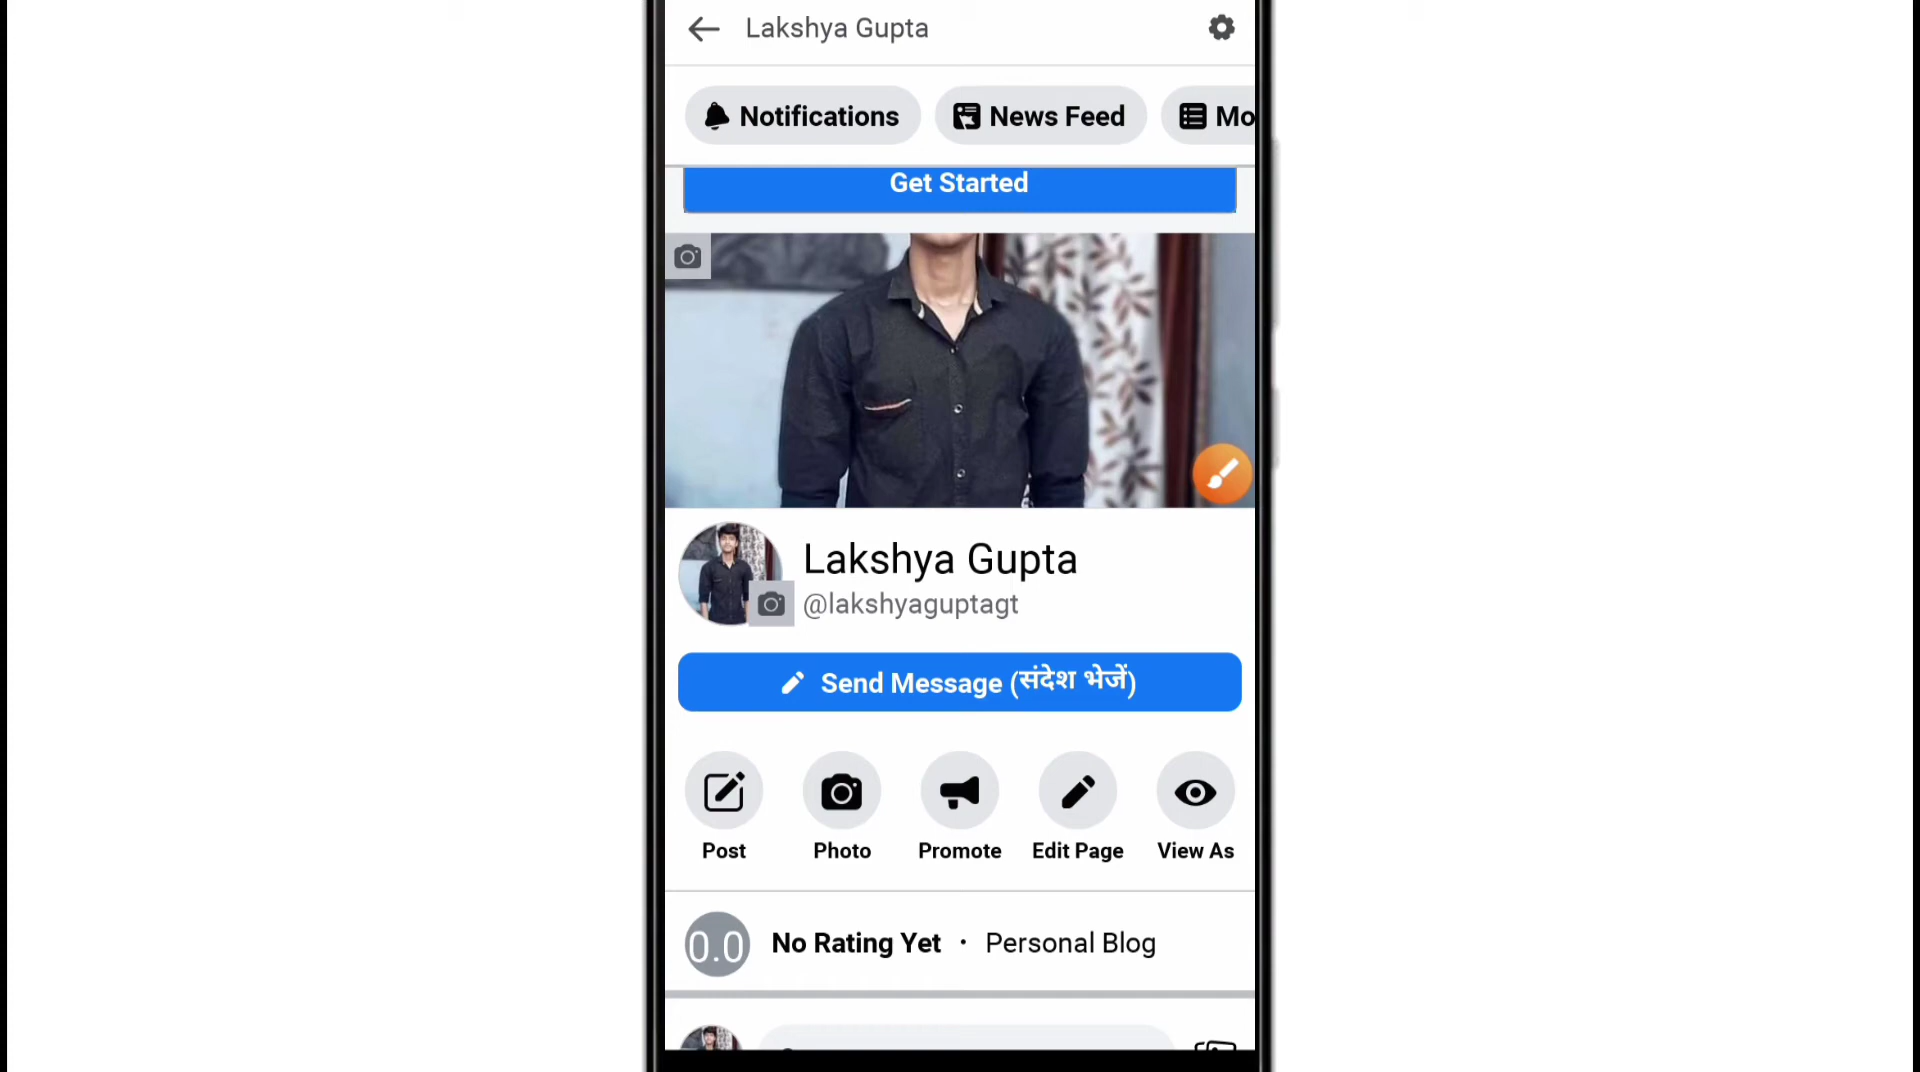 Lakshya Gupta
Notifications News Feed Mo
Get Started
Lakshya Gupta
@lakshyaguptagt
Send Message (संदेश भेजें)
Post Photo Promote Edit Page View As
0.0 No Rating Yet · Personal Blog